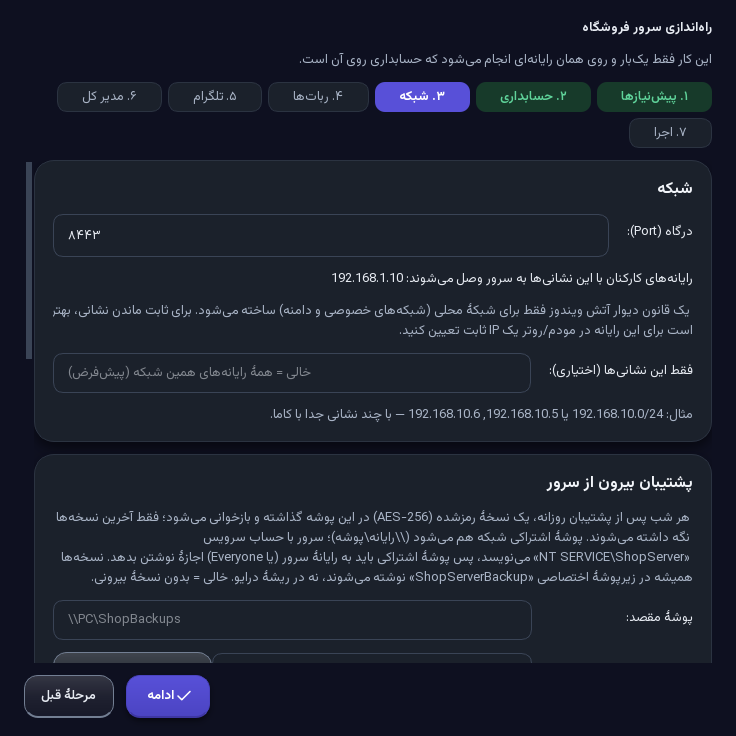 راه‌اندازی سرور فروشگاه
این کار فقط یک‌بار و روی همان رایانه‌ای انجام می‌شود که حسابداری روی آن است.
۱. پیش‌نیازها
۲. حسابداری
۳. شبکه
۴. ربات‌ها
۵. تلگرام
۶. مدیر کل
۷. اجرا
شبکه
درگاه (Port):
۸۴۴۳
رایانه‌های کارکنان با این نشانی‌ها به سرور وصل می‌شوند: 192.168.1.10
یک قانون دیوار آتش ویندوز فقط برای شبکهٔ محلی (شبکه‌های خصوصی و دامنه) ساخته می‌شود. برای ثابت ماندن نشانی، بهتر
است برای این رایانه در مودم/روتر یک IP ثابت تعیین کنید.
فقط این نشانی‌ها (اختیاری):
خالی = همهٔ رایانه‌های همین شبکه (پیش‌فرض)
مثال: 192.168.10.0/24 یا 192.168.10.5, 192.168.10.6 — با چند نشانی جدا با کاما.
پشتیبان بیرون از سرور
هر شب پس از پشتیبان روزانه، یک نسخهٔ رمزشده (AES-256) در این پوشه گذاشته و بازخوانی می‌شود؛ فقط آخرین نسخه‌ها
نگه داشته می‌شوند. پوشهٔ اشتراکی شبکه هم می‌شود (\\رایانه\پوشه)؛ سرور با حساب سرویس
«NT SERVICE\ShopServer» می‌نویسد، پس پوشهٔ اشتراکی باید به رایانهٔ سرور (یا Everyone) اجازهٔ نوشتن بدهد. نسخه‌ها
همیشه در زیرپوشهٔ اختصاصی «ShopServerBackup» نوشته می‌شوند، نه در ریشهٔ درایو. خالی = بدون نسخهٔ بیرونی.
پوشهٔ مقصد:
\\PC\ShopBackups
ادامه
مرحلهٔ قبل